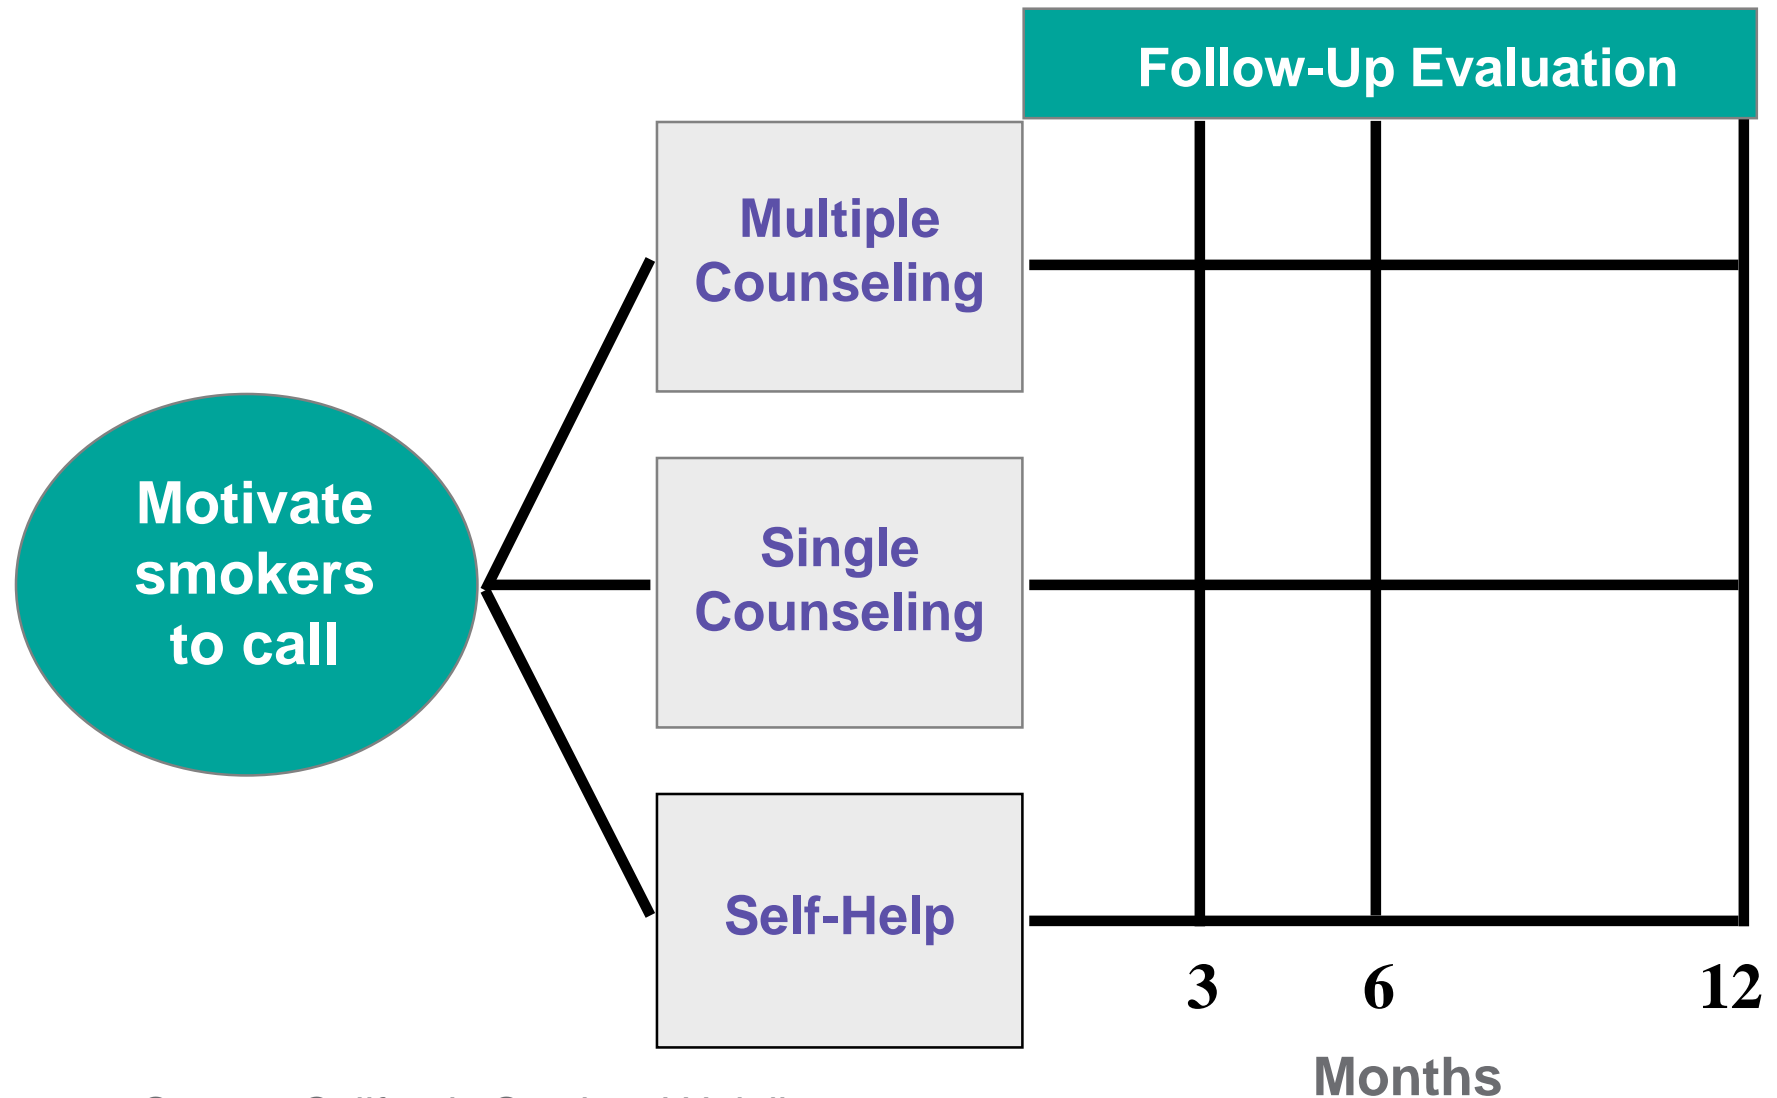 Follow-Up Evaluation
Multiple
Counseling
Motivate
smokers
to call
Single
Counseling
Self-Help
3 6 12
Months